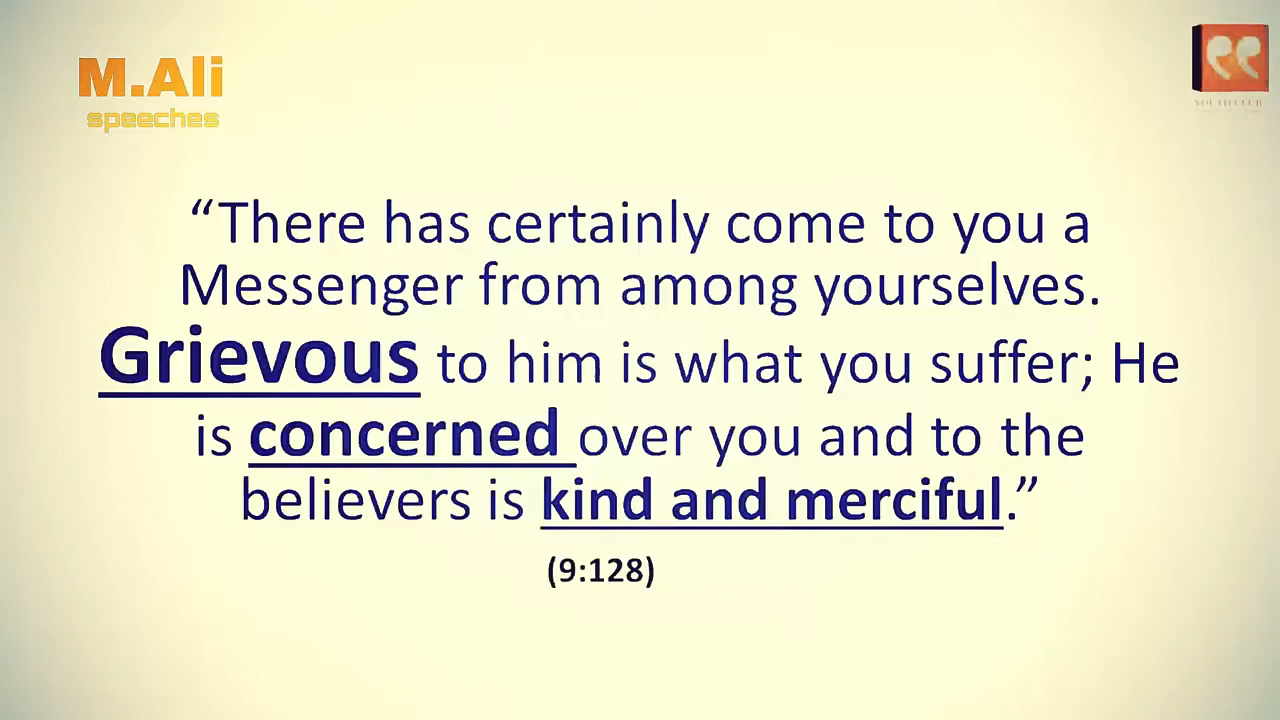 M.Ali
speeches
“There has certainly come to you a
Messenger from among yourselves.
Grievous to him is what you suffer; He
is concerned over you and to the
believers is kind and merciful.”
(9:128)